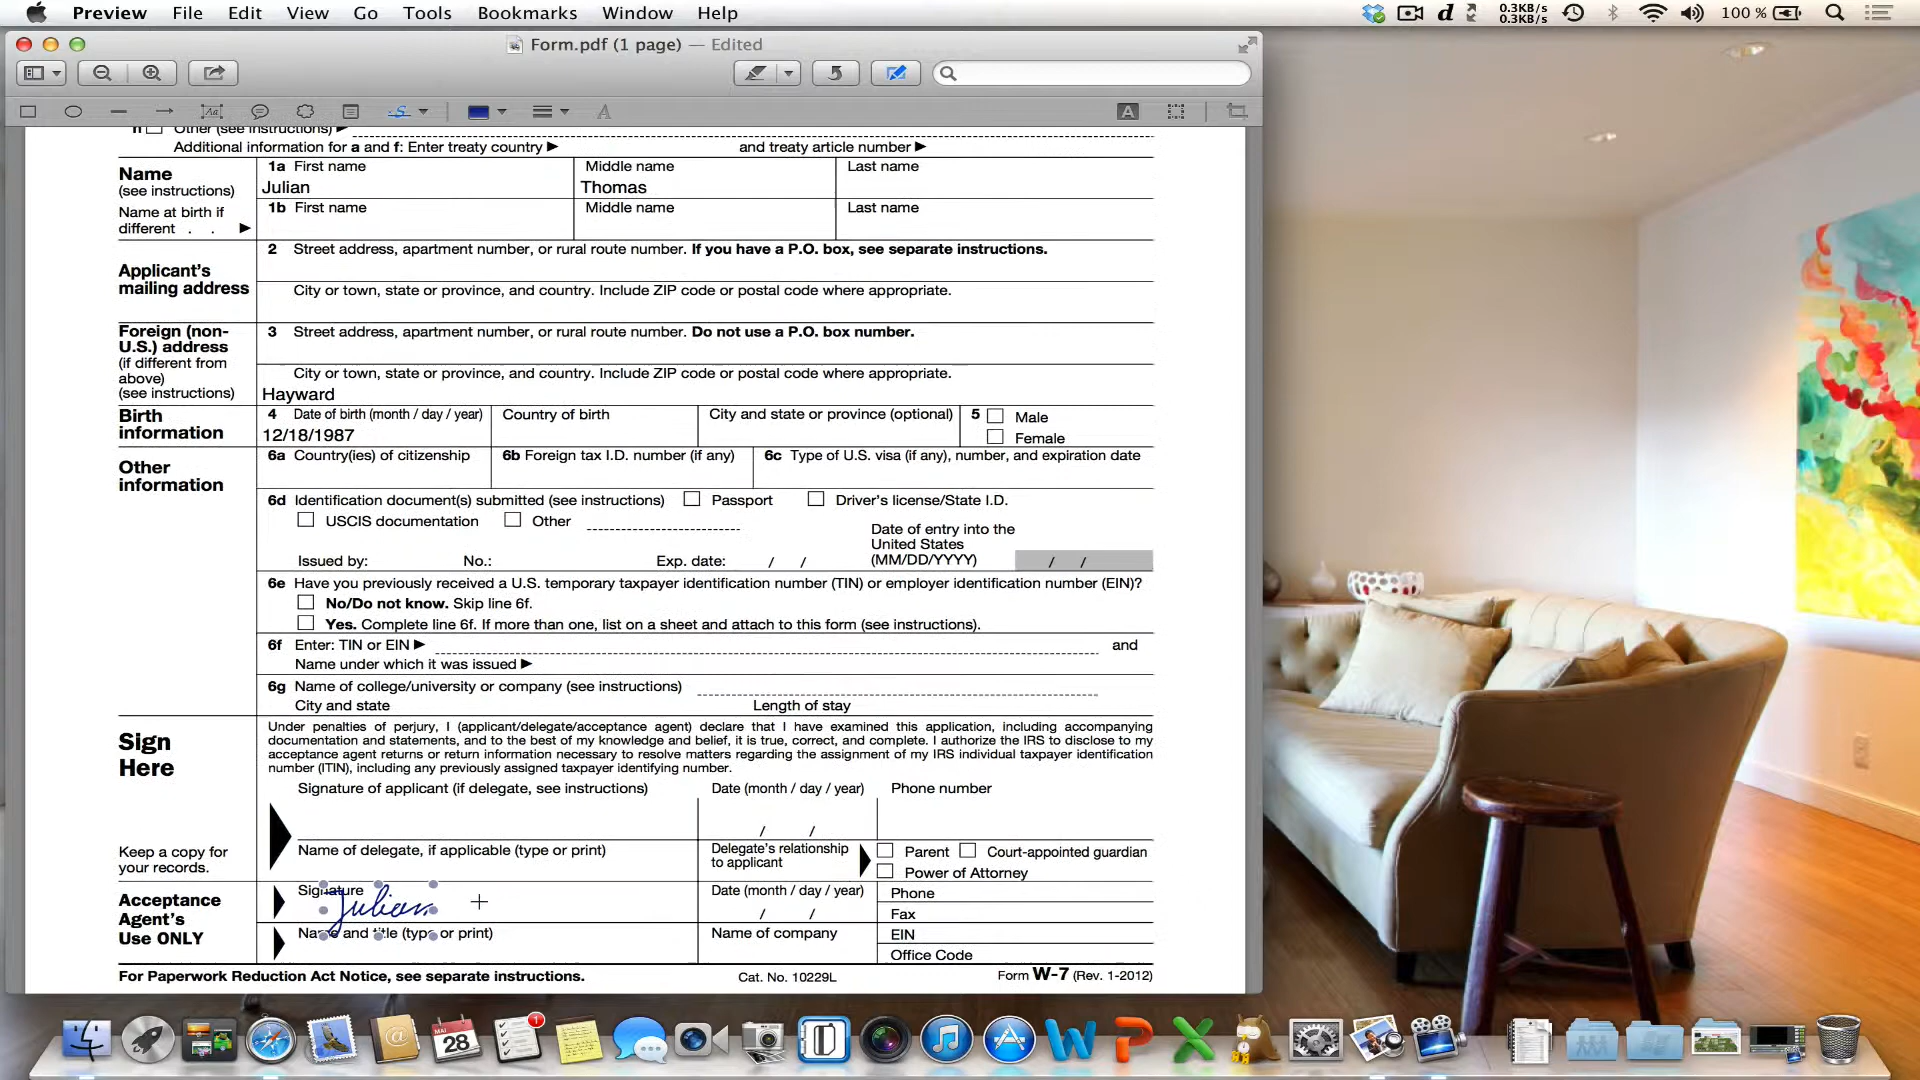 Preview File Edit View Go Tools Bookmarks Window Help
0.3KB/s
0.3KB/s
100 %
Form.pdf (1 page) — Edited
h Other (see instructions)
Additional information for a and f: Enter treaty country and treaty article number
Name
(see instructions)
1a First name Middle name Last name
Julian Thomas
Name at birth if
different . .
1b First name Middle name Last name
Applicant's
mailing address
2 Street address, apartment number, or rural route number. If you have a P.O. box, see separate instructions.
City or town, state or province, and country. Include ZIP code or postal code where appropriate.
Foreign (non-
U.S.) address
(if different from
above)
(see instructions)
3 Street address, apartment number, or rural route number. Do not use a P.O. box number.
City or town, state or province, and country. Include ZIP code or postal code where appropriate.
Hayward
Birth
information
4 Date of birth (month / day / year) Country of birth City and state or province (optional) 5 Male
12/18/1987
Female
Other
information
6a Country(ies) of citizenship 6b Foreign tax I.D. number (if any) 6c Type of U.S. visa (if any), number, and expiration date
6d Identification document(s) submitted (see instructions) Passport Driver's license/State I.D.
USCIS documentation Other
Date of entry into the
United States
(MM/DD/YYYY) / /
Issued by: No.: Exp. date: / /
6e Have you previously received a U.S. temporary taxpayer identification number (TIN) or employer identification number (EIN)?
No/Do not know. Skip line 6f.
Yes. Complete line 6f. If more than one, list on a sheet and attach to this form (see instructions).
6f Enter: TIN or EIN and
Name under which it was issued
6g Name of college/university or company (see instructions)
City and state Length of stay
Sign
Here
Under penalties of perjury, I (applicant/delegate/acceptance agent) declare that I have examined this application, including accompanying
documentation and statements, and to the best of my knowledge and belief, it is true, correct, and complete. I authorize the IRS to disclose to my
acceptance agent returns or return information necessary to resolve matters regarding the assignment of my IRS individual taxpayer identification
number (ITIN), including any previously assigned taxpayer identifying number.
Keep a copy for
your records.
Signature of applicant (if delegate, see instructions) Date (month / day / year) Phone number
/ /
Name of delegate, if applicable (type or print) Delegate's relationship
to applicant
Parent Court-appointed guardian
Power of Attorney
Acceptance
Agent's
Use ONLY
Signature Date (month / day / year) Phone
Julian / / Fax
Name and title (type or print) Name of company EIN
Office Code
For Paperwork Reduction Act Notice, see separate instructions. Cat. No. 10229L Form W-7 (Rev. 1-2012)
MAI
28
1